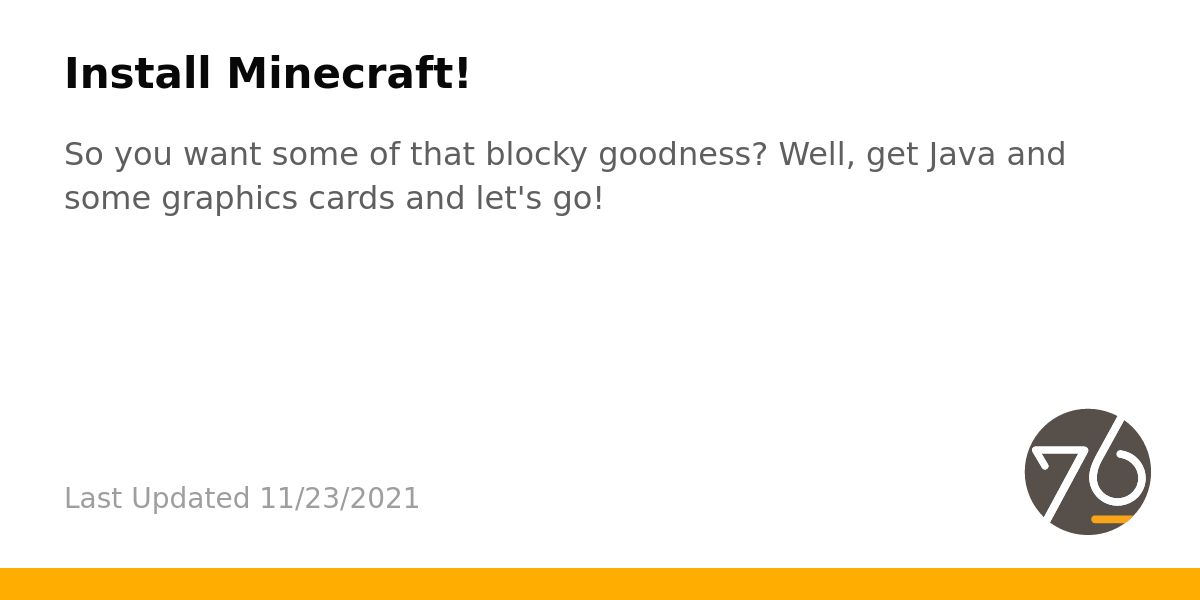 Install Minecraft!
So you want some of that blocky goodness? Well, get Java and
some graphics cards and let's go!
Last Updated 11/23/2021
76